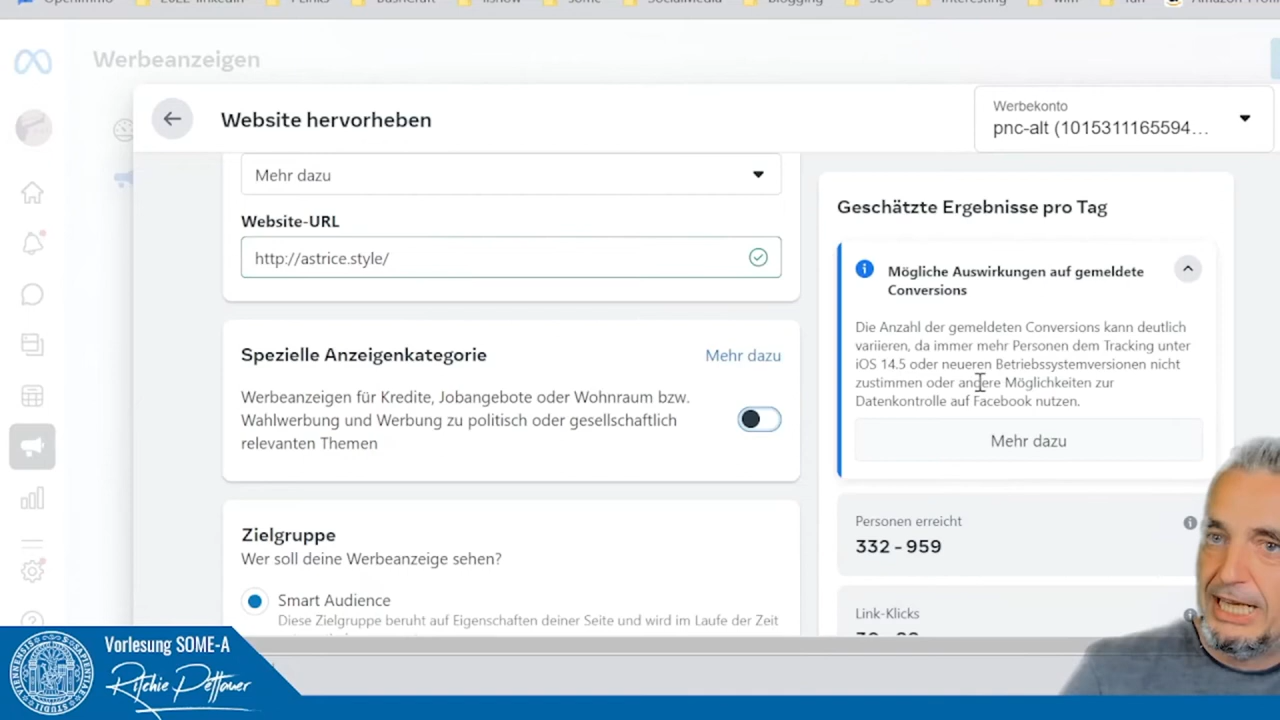 Werbeanzeigen
Website hervorheben
Werbekonto
pnc-alt (1015311165594...
Mehr dazu
Website-URL
http://astrice.style/
Spezielle Anzeigenkategorie
Mehr dazu
Werbeanzeigen für Kredite, Jobangebote oder Wohnraum bzw.
Wahlwerbung und Werbung zu politisch oder gesellschaftlich
relevanten Themen
Zielgruppe
Wer soll deine Werbeanzeige sehen?
Smart Audience
Diese Zielgruppe beruht auf Eigenschaften deiner Seite und wird im Laufe der Zeit
Geschätzte Ergebnisse pro Tag
Mögliche Auswirkungen auf gemeldete
Conversions
Die Anzahl der gemeldeten Conversions kann deutlich
variieren, da immer mehr Personen dem Tracking unter
iOS 14.5 oder neueren Betriebssystemversionen nicht
zustimmen oder andere Möglichkeiten zur
Datenkontrolle auf Facebook nutzen.
Mehr dazu
Personen erreicht
332 - 959
Link-Klicks
Vorlesung SOME-A
Ritchie Pettauer